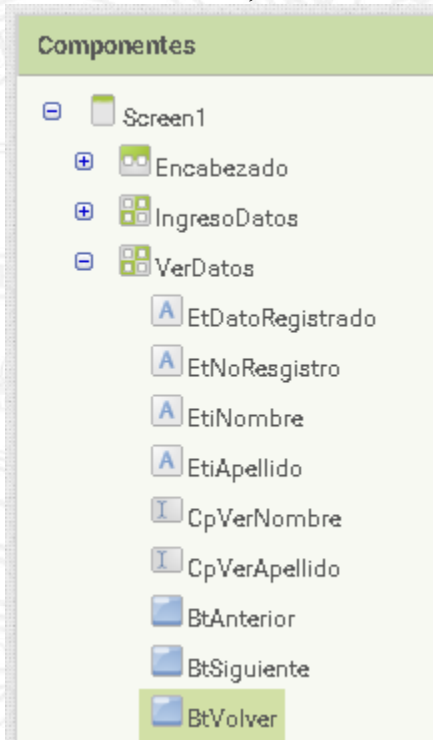 Componentes
Screen1
Encabezado
IngresoDatos
VerDatos
A EtDatoRegistrado
A EtNoResgistro
A EtiNombre
A EtiApellido
CpVerNombre
CpVerApellido
BtAnterior
BtSiguiente
BtVolver